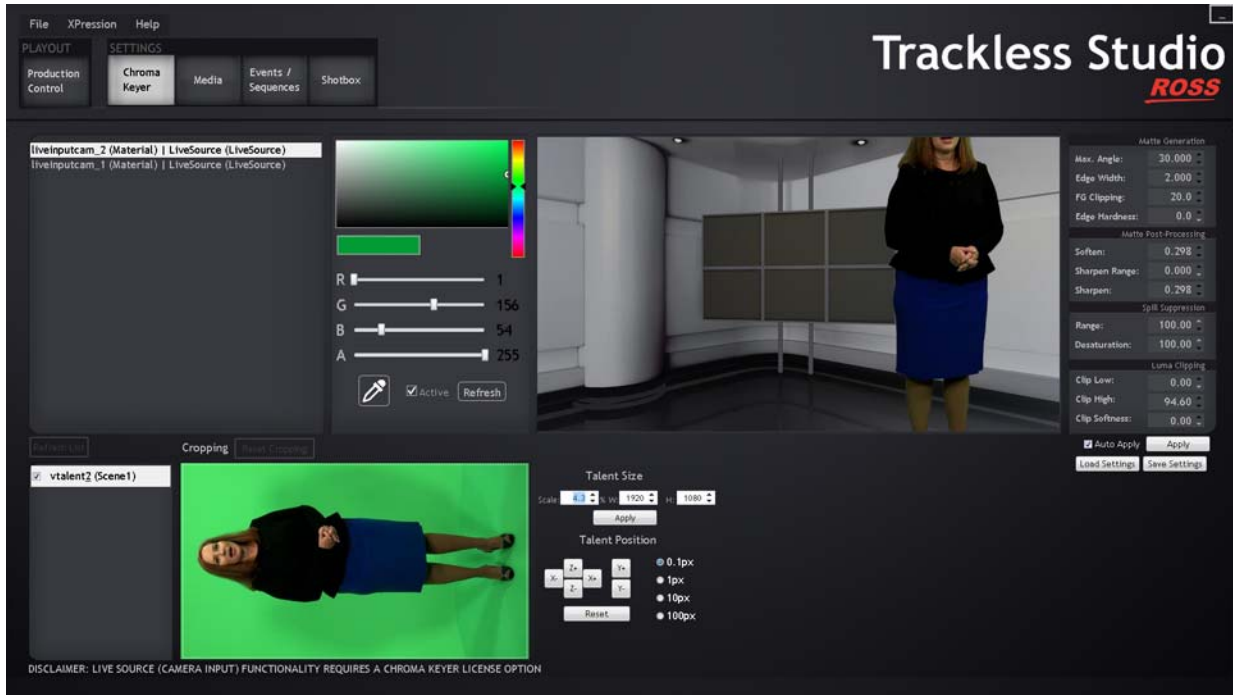 File XPression Help
PLAYOUT SETTINGS
Production Control
Chroma Keyer
Media
Events / Sequences
Shotbox
Trackless Studio
ROSS
liveinputcam_2 (Material) | LiveSource (LiveSource)
liveinputcam_1 (Material) | LiveSource (LiveSource)
R 1
G 156
B 54
A 255
Active Refresh
Matte Generation
Max. Angle: 30.000
Edge Width: 2.000
FG Clipping: 20.0
Edge Hardness: 0.0
Matte Post-Processing
Soften: 0.298
Sharpen Range: 0.000
Sharpen: 0.298
Spill Suppression
Range: 100.00
Desaturation: 100.00
Luma Clipping
Clip Low: 0.00
Clip High: 94.60
Clip Softness: 0.00
Auto Apply Apply
Load Settings Save Settings
Refresh List
Cropping Reset Cropping
vtalent2 (Scene1)
Talent Size
Scale: 4.3 % W: 1920 H: 1080
Apply
Talent Position
Z+ Y+
X- X+
Z- Y-
Reset
0.1px
1px
10px
100px
DISCLAIMER: LIVE SOURCE (CAMERA INPUT) FUNCTIONALITY REQUIRES A CHROMA KEYER LICENSE OPTION